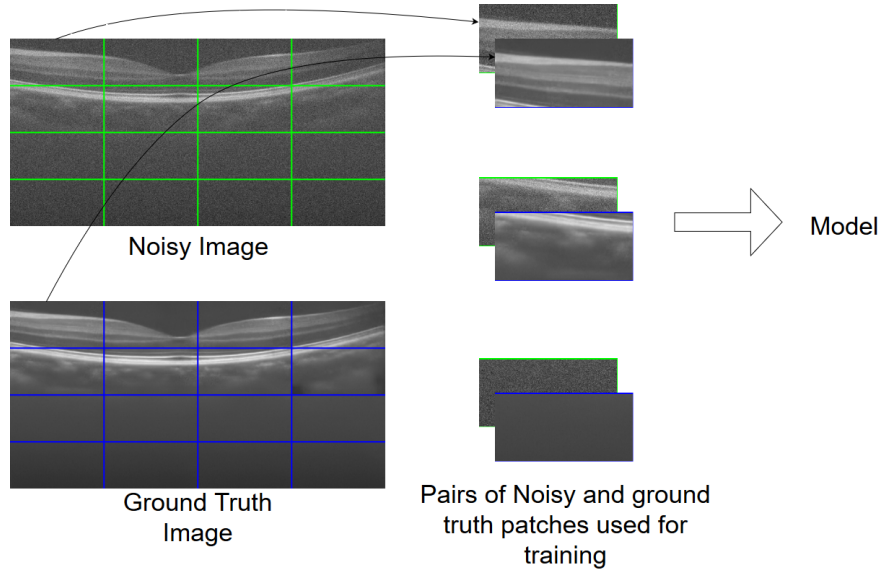 Noisy Image
Ground Truth
Image
Pairs of Noisy and ground
truth patches used for
training
Model